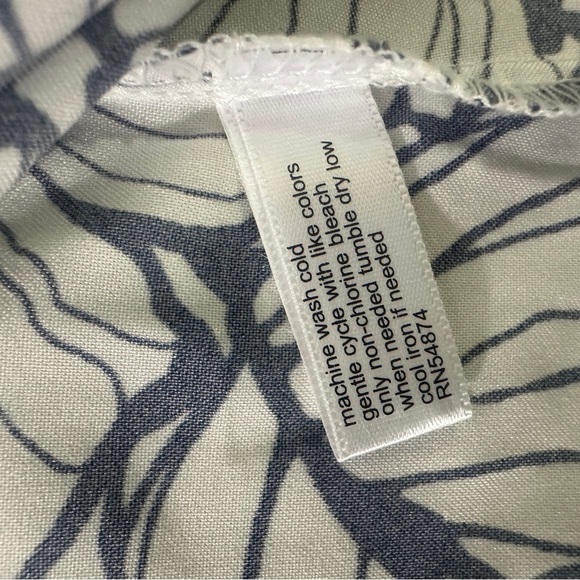 machine wash cold
gentle cycle with like colors
only non-chlorine bleach
when needed tumble dry low
cool iron if needed
RN54874